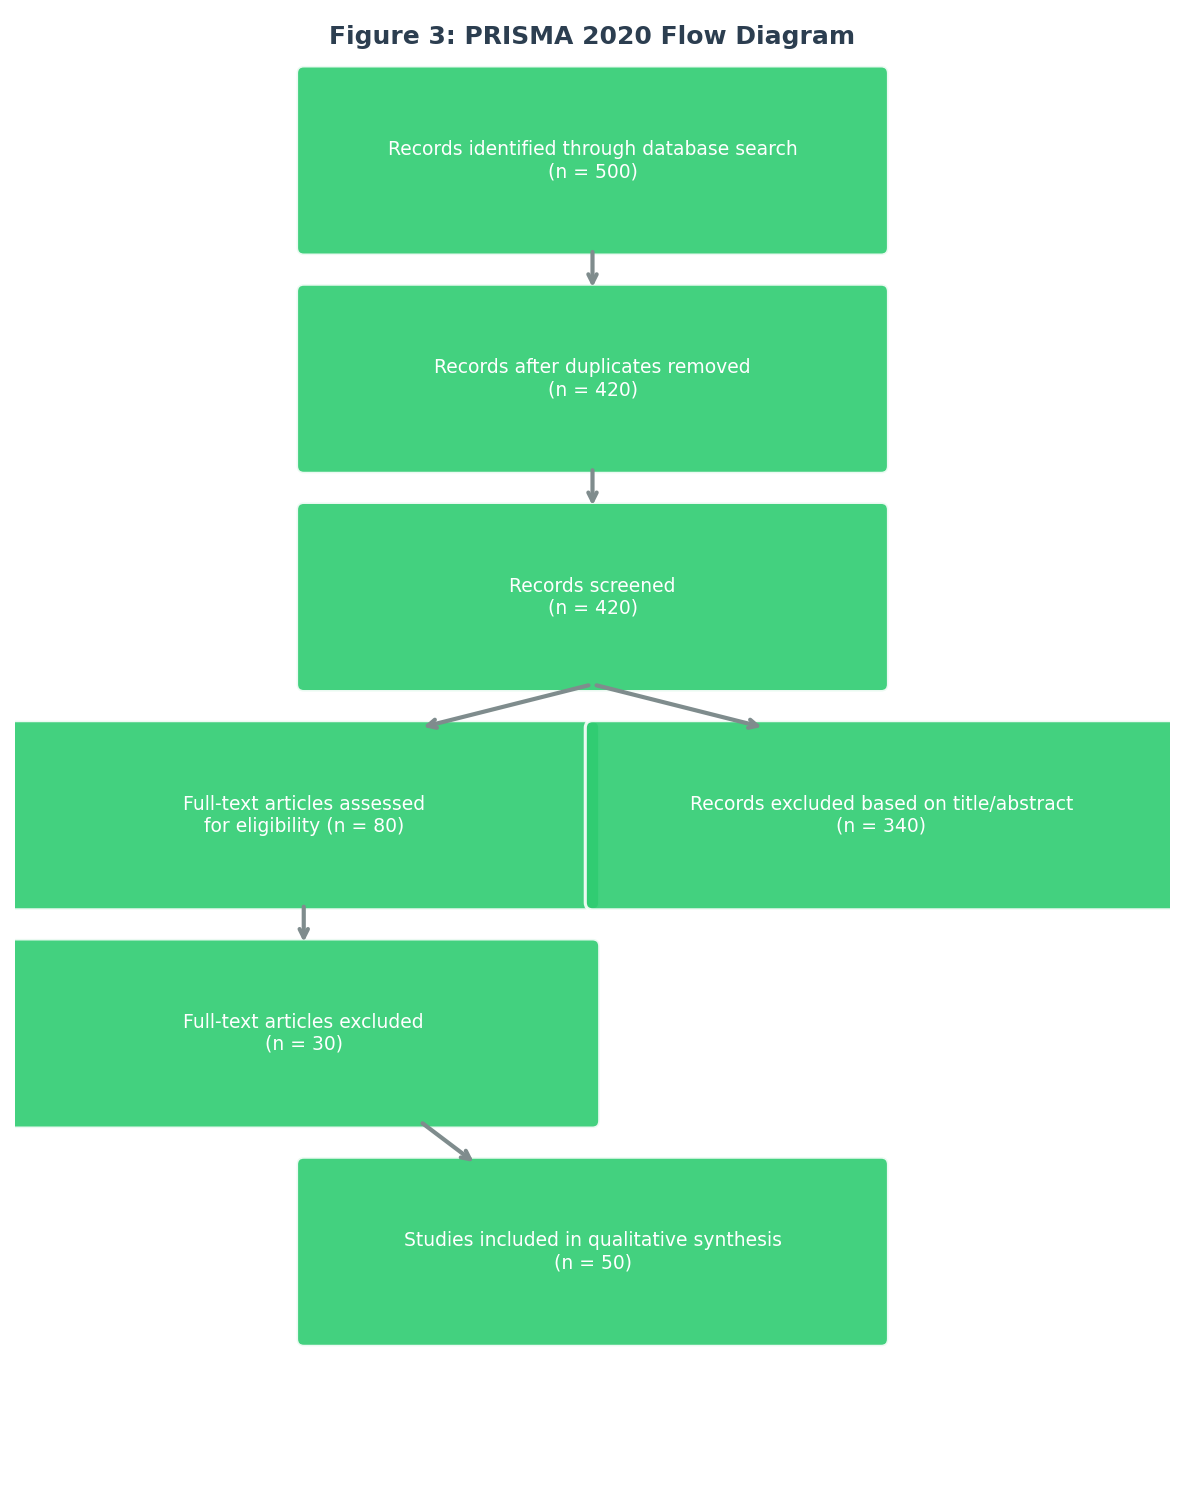 Figure 3: PRISMA 2020 Flow Diagram
Records identified through database search
(n = 500)
Records after duplicates removed
(n = 420)
Records screened
(n = 420)
Full-text articles assessed
for eligibility (n = 80)
Records excluded based on title/abstract
(n = 340)
Full-text articles excluded
(n = 30)
Studies included in qualitative synthesis
(n = 50)